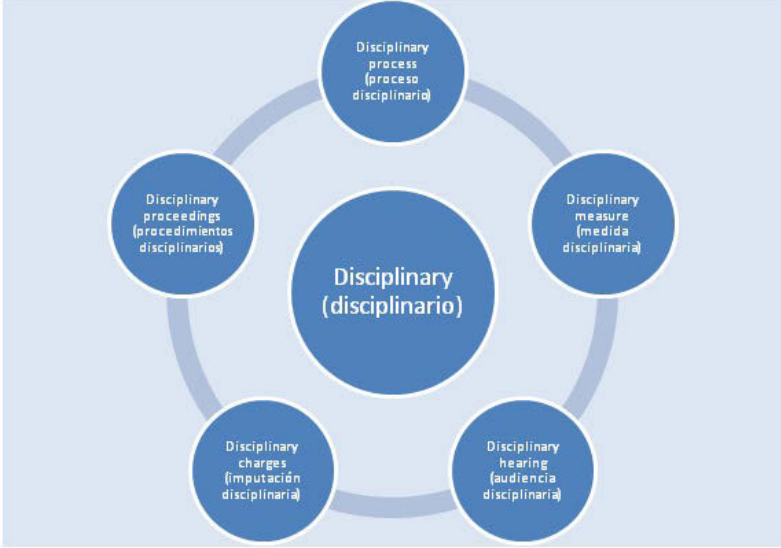 Disciplinary
process
(proceso
disciplinario)
Disciplinary
proceedings
(procedimientos
disciplinarios)
Disciplinary
measure
(medida
disciplinaria)
Disciplinary
(disciplinario)
Disciplinary
charges
(imputación
disciplinaria)
Disciplinary
hearing
(audiencia
disciplinaria)